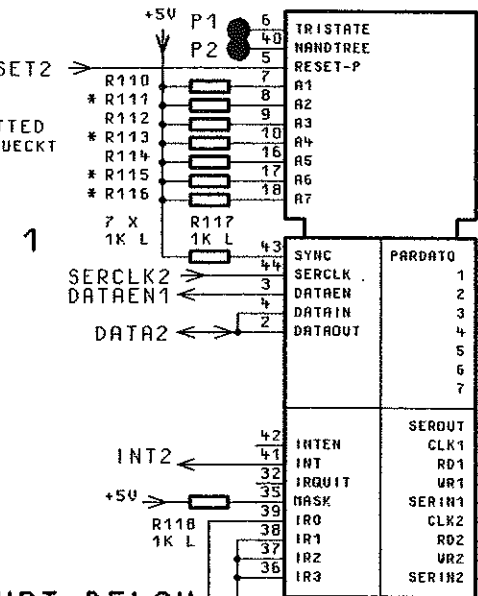 +5V
P1
6
TRISTATE
P2
40
NANDTREE
SET2
5
RESET-P
R110
7
A1
* R111
8
A2
R112
9
A3
TTED
* R113
10
A4
UECKT
R114
16
A5
* R115
17
A6
* R116
18
A7
7 X
1K L
R117
1K L
1
43
SYNC
PARDAT0
SERCLK2
44
SERCLK
1
DATAEN1
3
DATAEN
2
4
DATAIN
3
DATA2
2
DATAOUT
4
5
6
7
SEROUT
42
INTEN
CLK1
INT2
41
INT
RD1
32
IRQUIT
WR1
+5V
35
MASK
SERIN1
R118
1K L
39
IR0
CLK2
38
IR1
RD2
37
IR2
WR2
36
IR3
SERIN2
BELOW